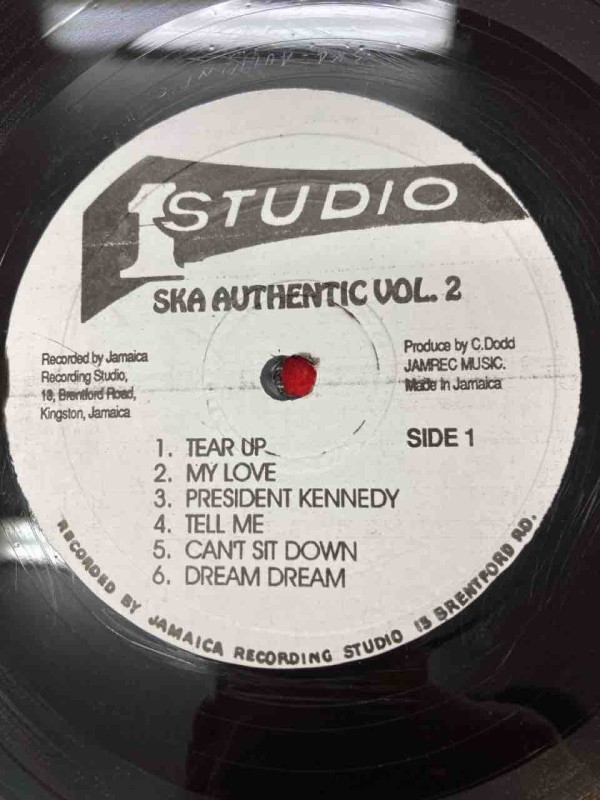 1 STUDIO
SKA AUTHENTIC VOL. 2
Recorded by Jamaica
Recording Studio,
13, Brentford Road,
Kingston, Jamaica
Produce by C.Dodd
JAMREC MUSIC.
Made In Jamaica
SIDE 1
1. TEAR UP
2. MY LOVE
3. PRESIDENT KENNEDY
4. TELL ME
5. CAN'T SIT DOWN
6. DREAM DREAM
RECORDED BY JAMAICA RECORDING STUDIO 13 BRENTFORD RD.